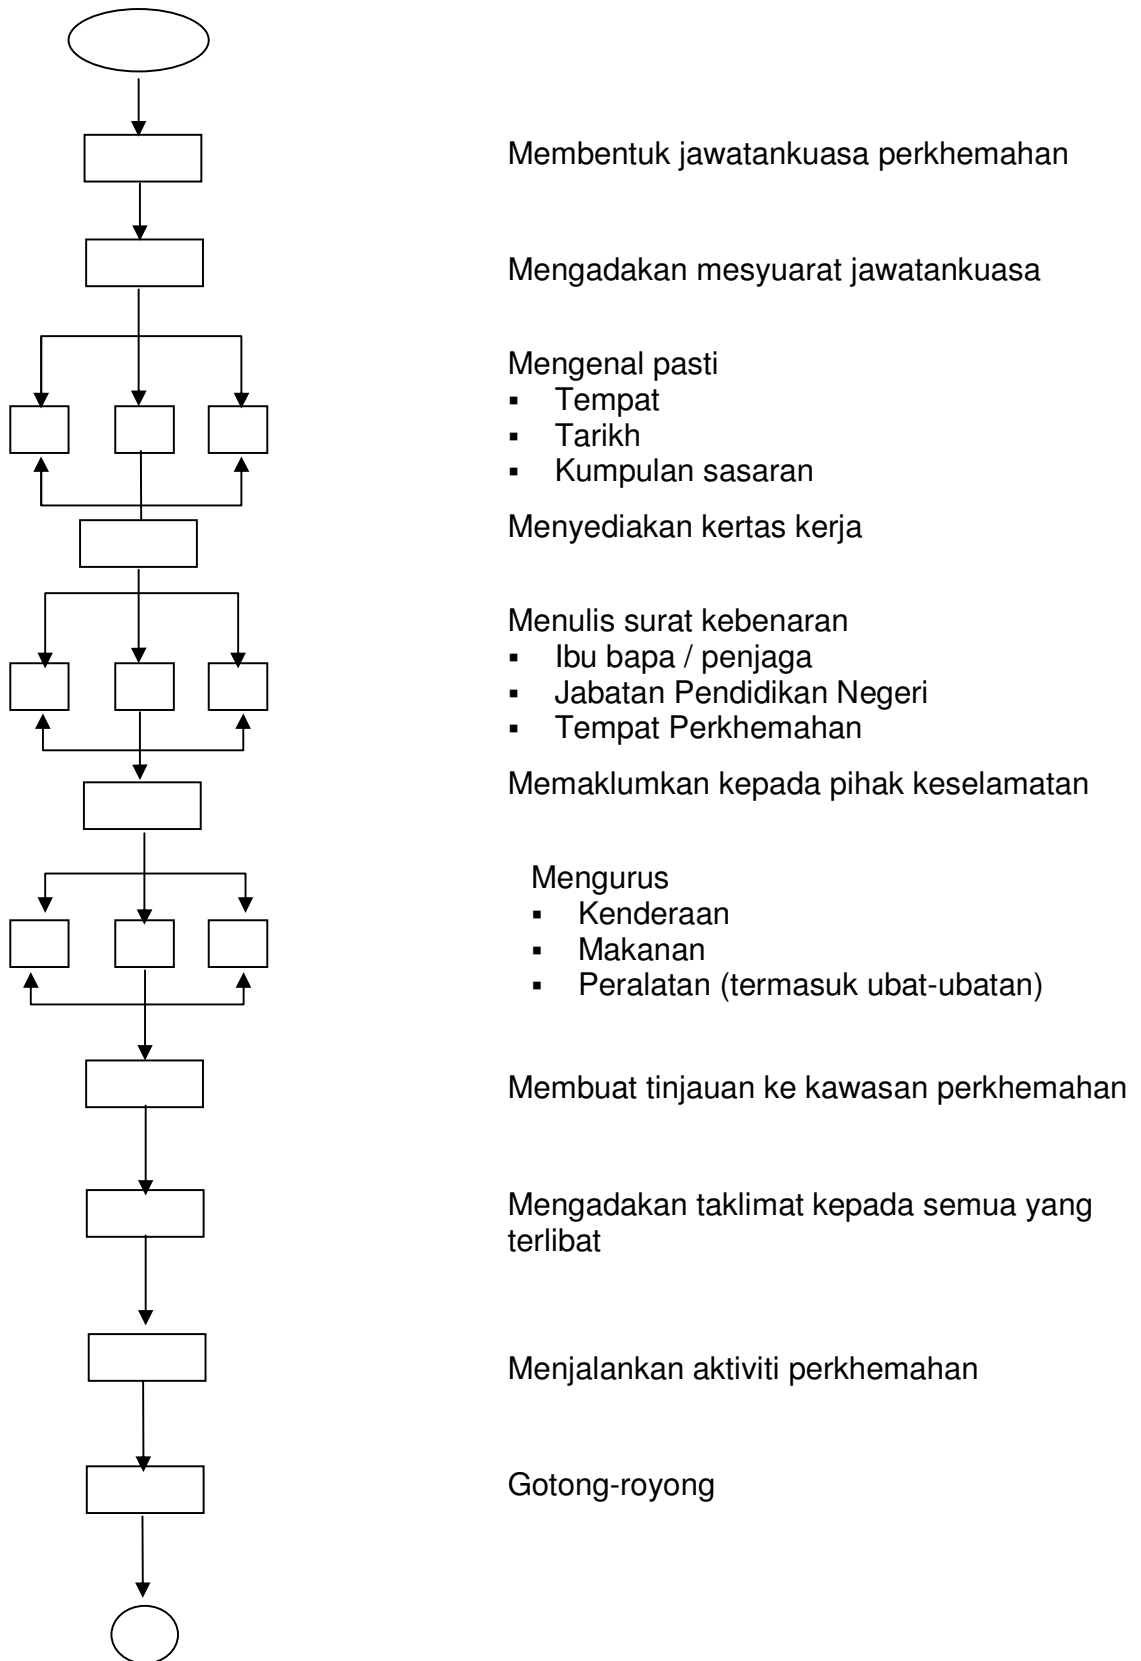 Membentuk jawatankuasa perkhemahan
Mengadakan mesyuarat jawatankuasa
Mengenal pasti
▪ Tempat
▪ Tarikh
▪ Kumpulan sasaran
Menyediakan kertas kerja
Menulis surat kebenaran
▪ Ibu bapa / penjaga
▪ Jabatan Pendidikan Negeri
▪ Tempat Perkhemahan
Memaklumkan kepada pihak keselamatan
Mengurus
▪ Kenderaan
▪ Makanan
▪ Peralatan (termasuk ubat-ubatan)
Membuat tinjauan ke kawasan perkhemahan
Mengadakan taklimat kepada semua yang
terlibat
Menjalankan aktiviti perkhemahan
Gotong-royong